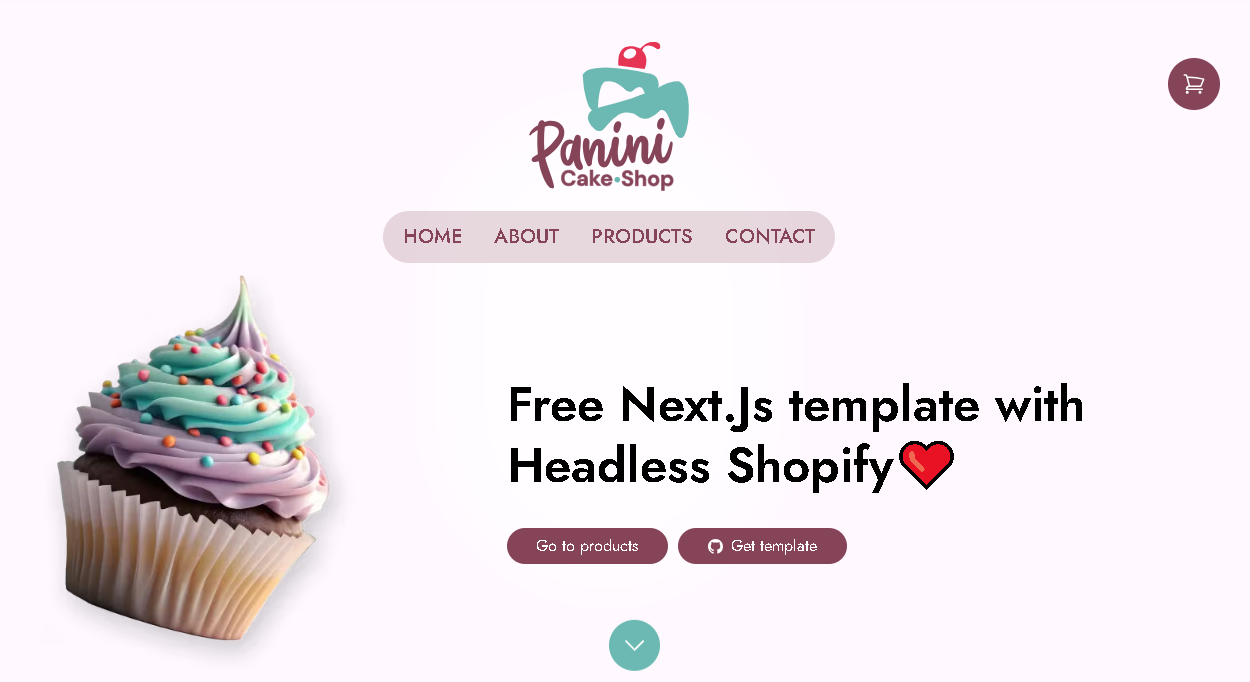 Panini
Cake•Shop
HOME ABOUT PRODUCTS CONTACT
Free Next.Js template with
Headless Shopify❤️
Go to products Get template